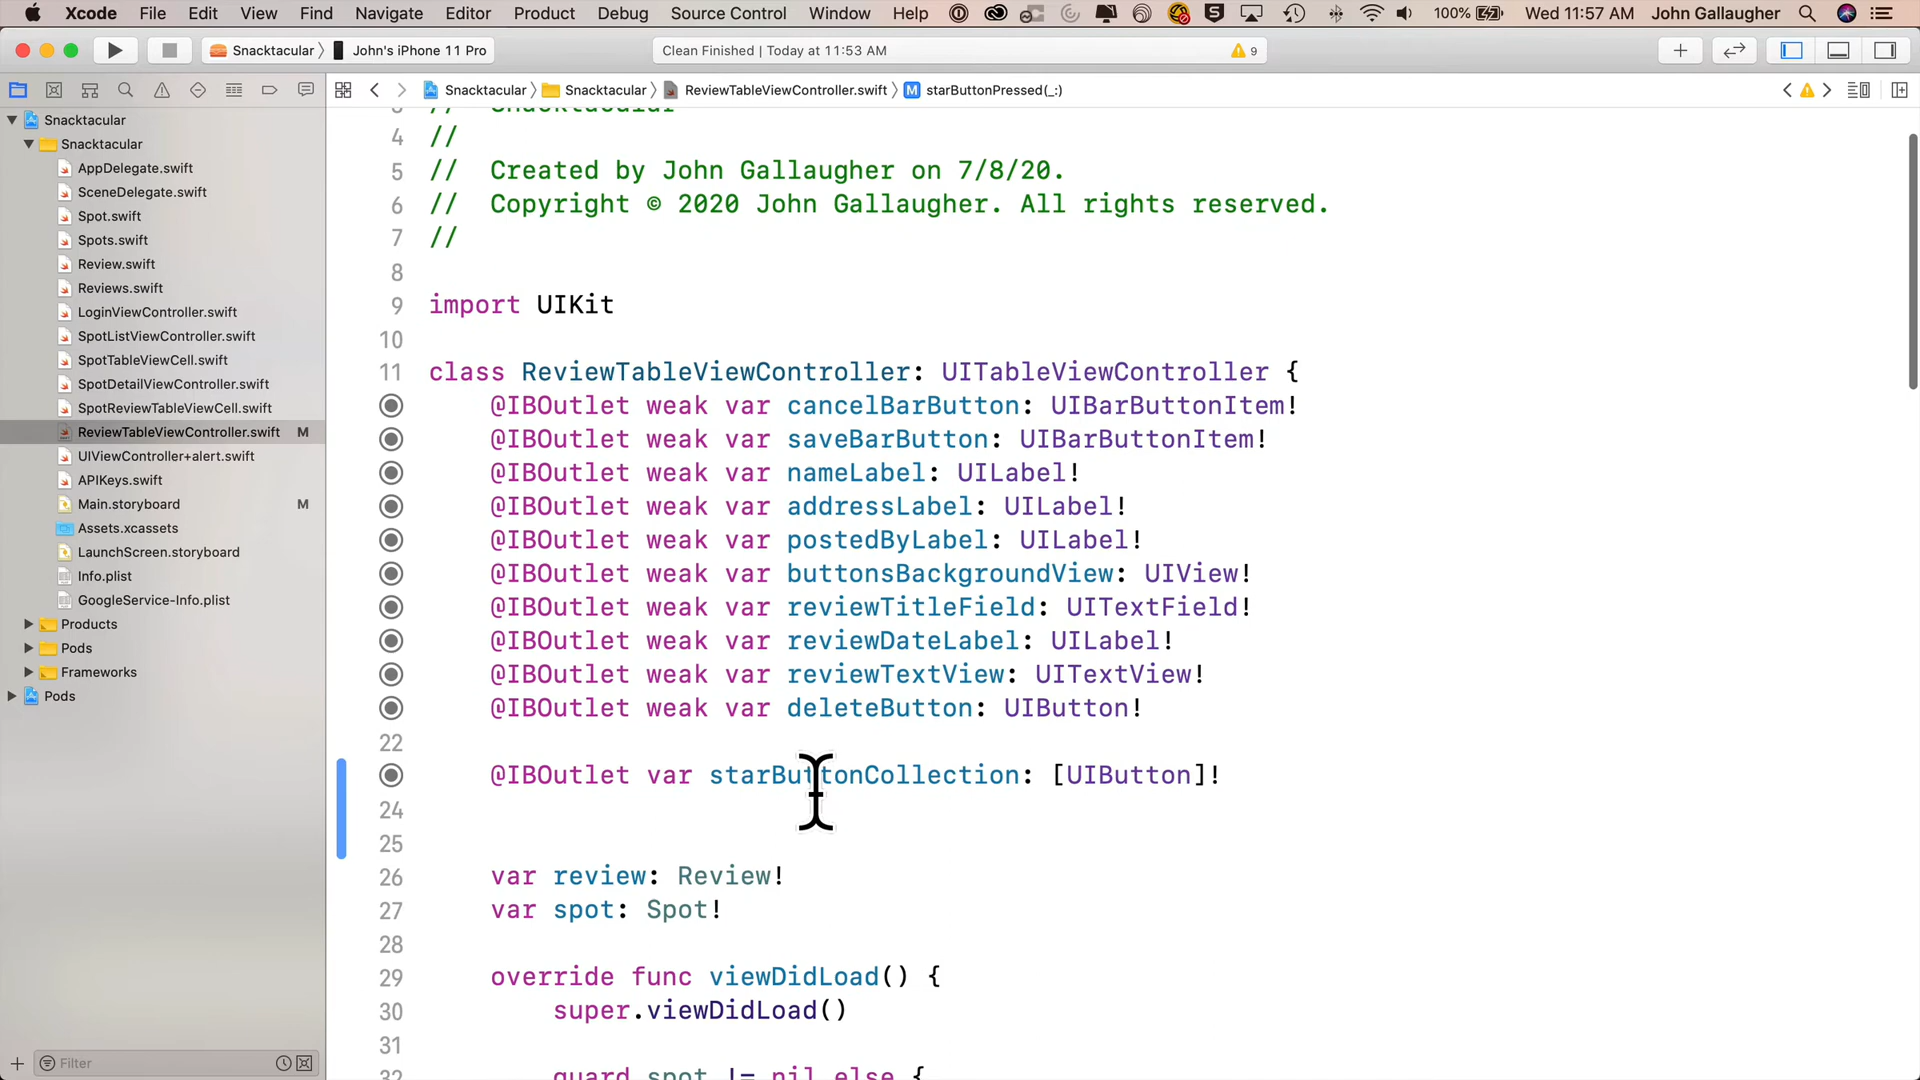 Xcode File Edit View Find Navigate Editor Product Debug Source Control Window Help 100% Wed 11:57 AM John Gallaugher
Snacktacular John's iPhone 11 Pro Clean Finished | Today at 11:53 AM 9
Snacktacular Snacktacular ReviewTableViewController.swift M starButtonPressed(_:)
Snacktacular
Snacktacular
AppDelegate.swift
SceneDelegate.swift
Spot.swift
Spots.swift
Review.swift
Reviews.swift
LoginViewController.swift
SpotListViewController.swift
SpotTableViewCell.swift
SpotDetailViewController.swift
SpotReviewTableViewCell.swift
ReviewTableViewController.swift M
UIViewController+alert.swift
APIKeys.swift
Main.storyboard M
Assets.xcassets
LaunchScreen.storyboard
Info.plist
GoogleService-Info.plist
Products
Pods
Frameworks
Pods
Filter
3 // Snacktacular
4 //
5 // Created by John Gallaugher on 7/8/20.
6 // Copyright © 2020 John Gallaugher. All rights reserved.
7 //
8
9 import UIKit
10
11 class ReviewTableViewController: UITableViewController {
@IBOutlet weak var cancelBarButton: UIBarButtonItem!
@IBOutlet weak var saveBarButton: UIBarButtonItem!
@IBOutlet weak var nameLabel: UILabel!
@IBOutlet weak var addressLabel: UILabel!
@IBOutlet weak var postedByLabel: UILabel!
@IBOutlet weak var buttonsBackgroundView: UIView!
@IBOutlet weak var reviewTitleField: UITextField!
@IBOutlet weak var reviewDateLabel: UILabel!
@IBOutlet weak var reviewTextView: UITextView!
@IBOutlet weak var deleteButton: UIButton!
22
@IBOutlet var starButtonCollection: [UIButton]!
24
25
26 var review: Review!
27 var spot: Spot!
28
29 override func viewDidLoad() {
30 super.viewDidLoad()
31
32 guard spot != nil else {